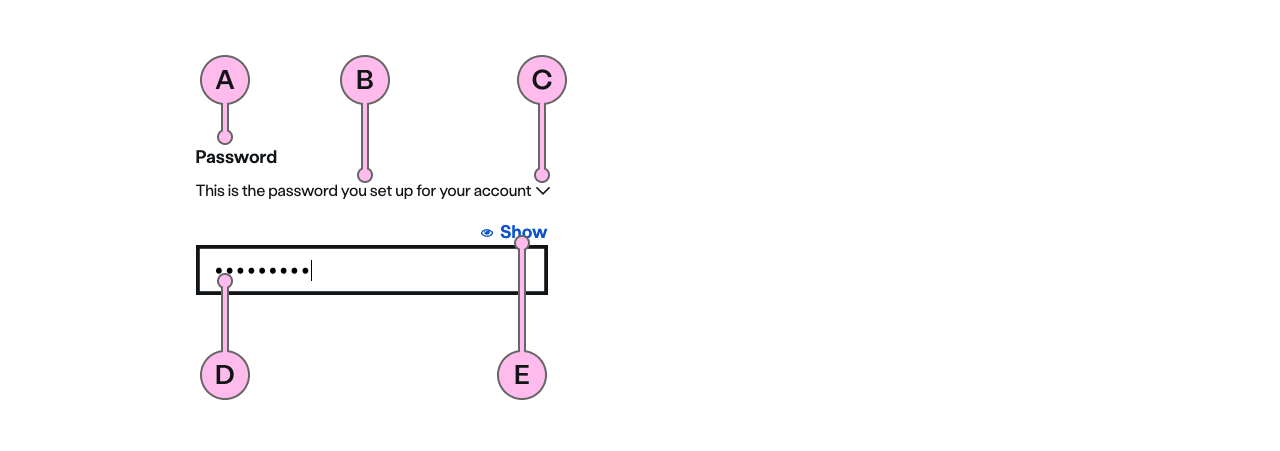 A B C
Password
This is the password you set up for your account
Show
•••••••••
D E